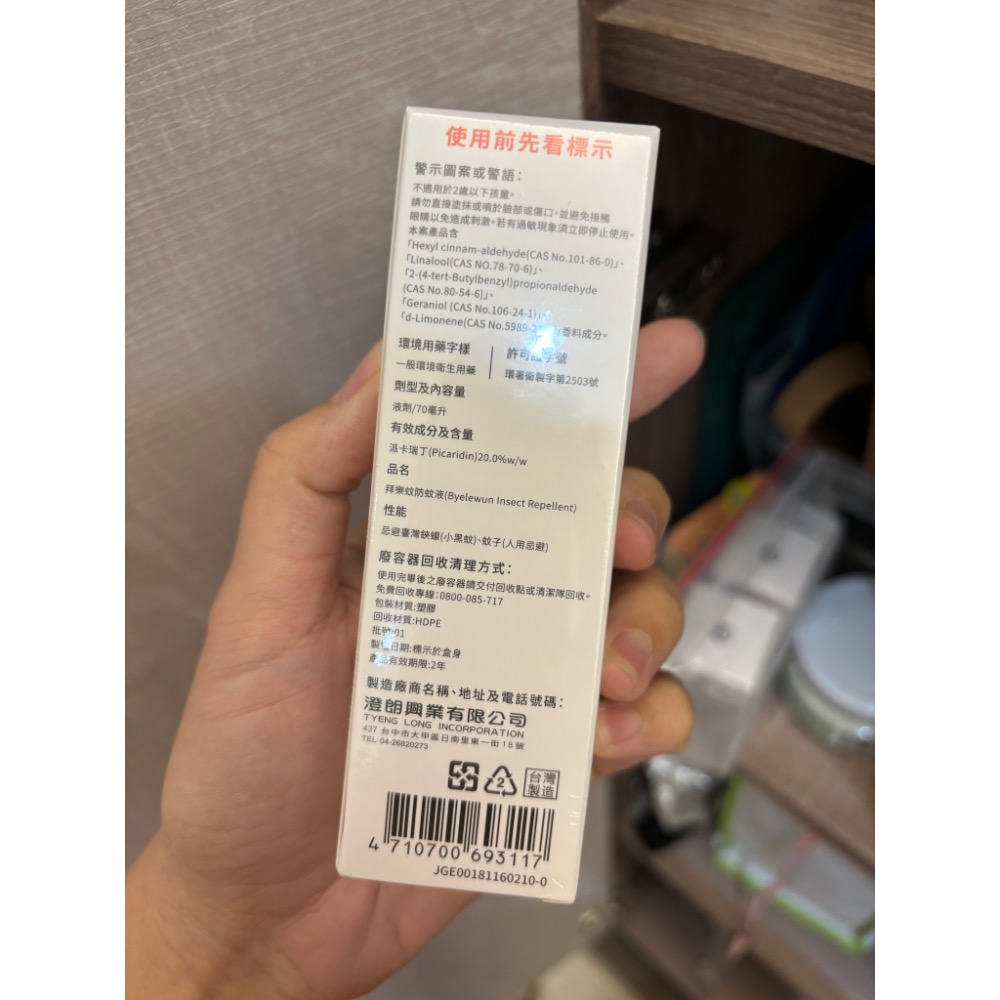 使用前先看標示
警示圖案或警語：
不適用於2歲以下孩童。
請勿直接塗抹或噴於臉部或傷口，並避免接觸
眼睛以免造成刺激。若有過敏現象須立即停止使用。
本案產品含
「Hexyl cinnam-aldehyde(CAS No.101-86-0)」、
「Linalool(CAS NO.78-70-6)」、
「2-(4-tert-Butylbenzyl)propionaldehyde
(CAS No.80-54-6)」、
「Geraniol (CAS No.106-24-1)」、
「d-Limonene(CAS No.5989- 香料成分。
環境用藥字樣
一般環境衛生用藥
許可 字號
環署衛製字第2503號
劑型及內容量
液劑/70毫升
有效成分及含量
派卡瑞丁(Picaridin)20.0%w/w
品名
拜樂蚊防蚊液(Byelewun Insect Repellent)
性能
忌避臺灣鋏蠓(小黑蚊)、蚊子(人用忌避)
廢容器回收清理方式：
使用完畢後之廢容器請交付回收點或清潔隊回收。
免費回收專線：0800-085-717
包裝材質：塑膠
回收材質：HDPE
批號:01
製造日期：標示於盒身
產品有效期限：2年
製造廠商名稱、地址及電話號碼：
澄朗興業有限公司
TYENG LONG INCORPORATION
437 台中市大甲區日南里東一街18號
TEL: 04-26820273
2
台灣
製造
4 710700 693117
JGE00181160210-0